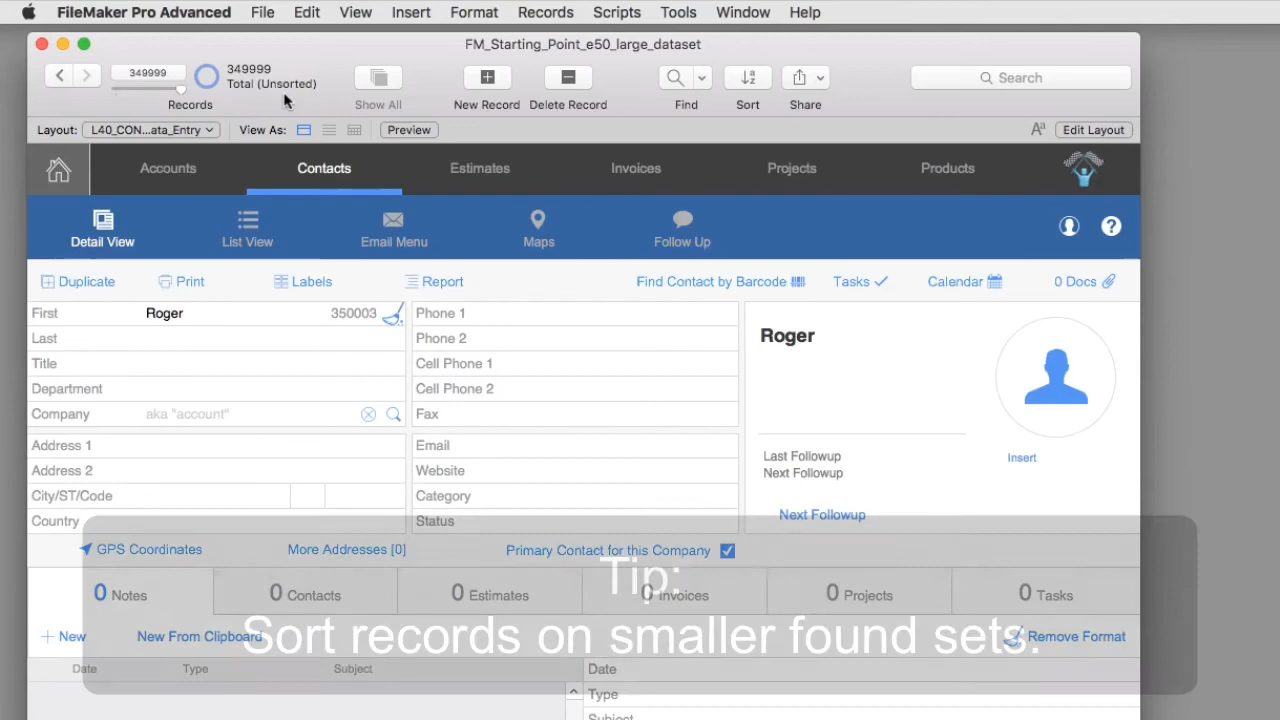 FileMaker Pro Advanced File Edit View Insert Format Records Scripts Tools Window Help
FM_Starting_Point_e50_large_dataset
349999
349999
Total (Unsorted)
Records
Show All
New Record
Delete Record
Find
Sort
Share
Search
Layout: L40_CON...ata_Entry View As: Preview Aª Edit Layout
Accounts Contacts Estimates Invoices Projects Products
Detail View List View Email Menu Maps Follow Up ?
Duplicate Print Labels Report Find Contact by Barcode Tasks Calendar 0 Docs
First Roger 350003
Last
Title
Department
Company aka "account"
Address 1
Address 2
City/ST/Code
Country
Phone 1
Phone 2
Cell Phone 1
Cell Phone 2
Fax
Email
Website
Category
Status
Roger
Insert
Last Followup
Next Followup
Next Followup
GPS Coordinates More Addresses [0] Primary Contact for this Company
0 Notes 0 Contacts 0 Estimates 0 Invoices 0 Projects 0 Tasks
New New From Clipboard Remove Format
Date Type Subject
Date
Type
Subject
Tip:
Sort records on smaller found sets.